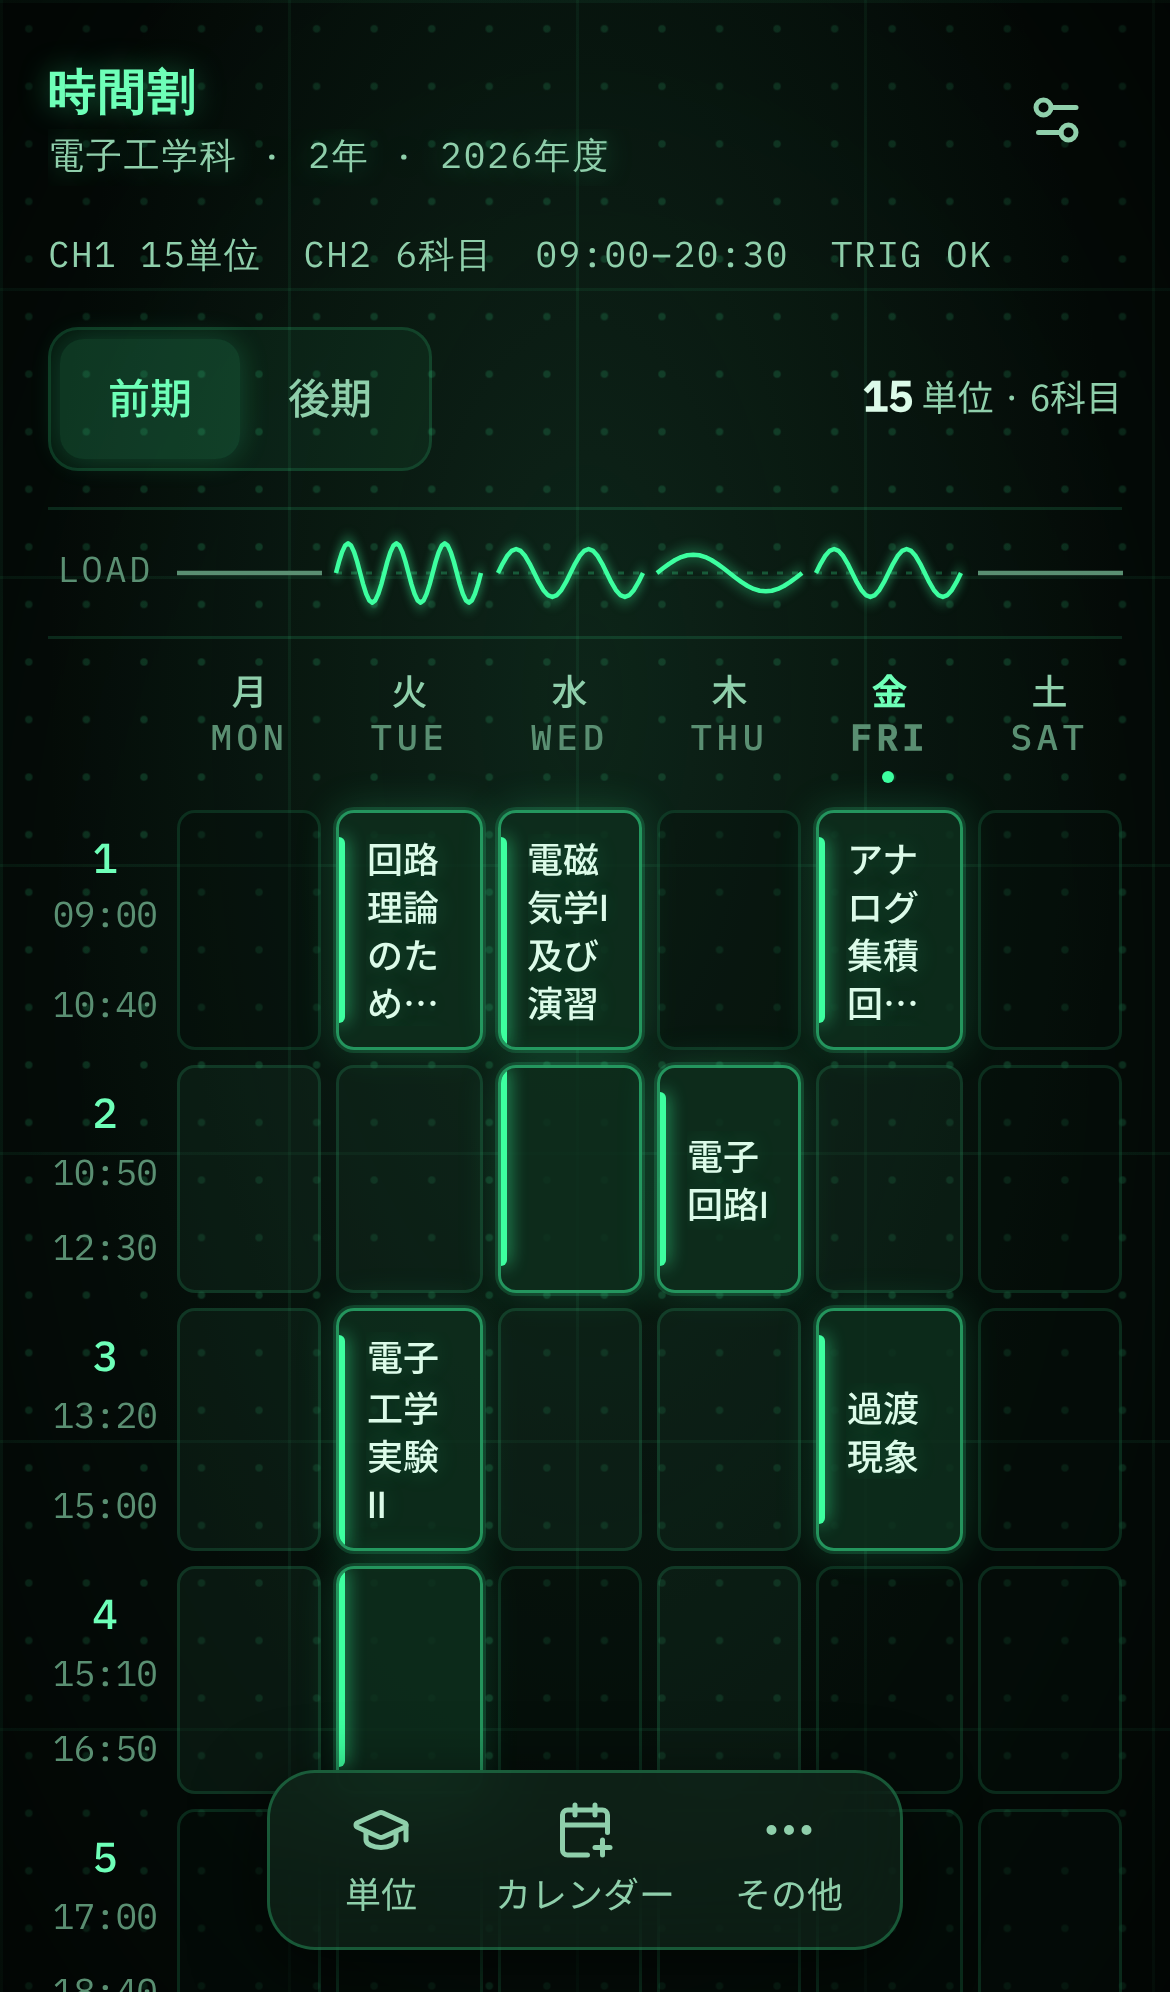 時間割
電子工学科 · 2年 · 2026年度
CH1 15単位 CH2 6科目 09:00−20:30 TRIG OK
前期 後期
15 単位 · 6科目
LOAD
月 火 水 木 金 土
MON TUE WED THU FRI SAT
1
09:00
10:40
回路
理論
のた
め…
電磁
気学I
及び
演習
アナ
ログ
集積
回…
2
10:50
12:30
電子
回路I
3
13:20
15:00
電子
工学
実験
II
過渡
現象
4
15:10
16:50
5
17:00
18:40
単位 カレンダー その他